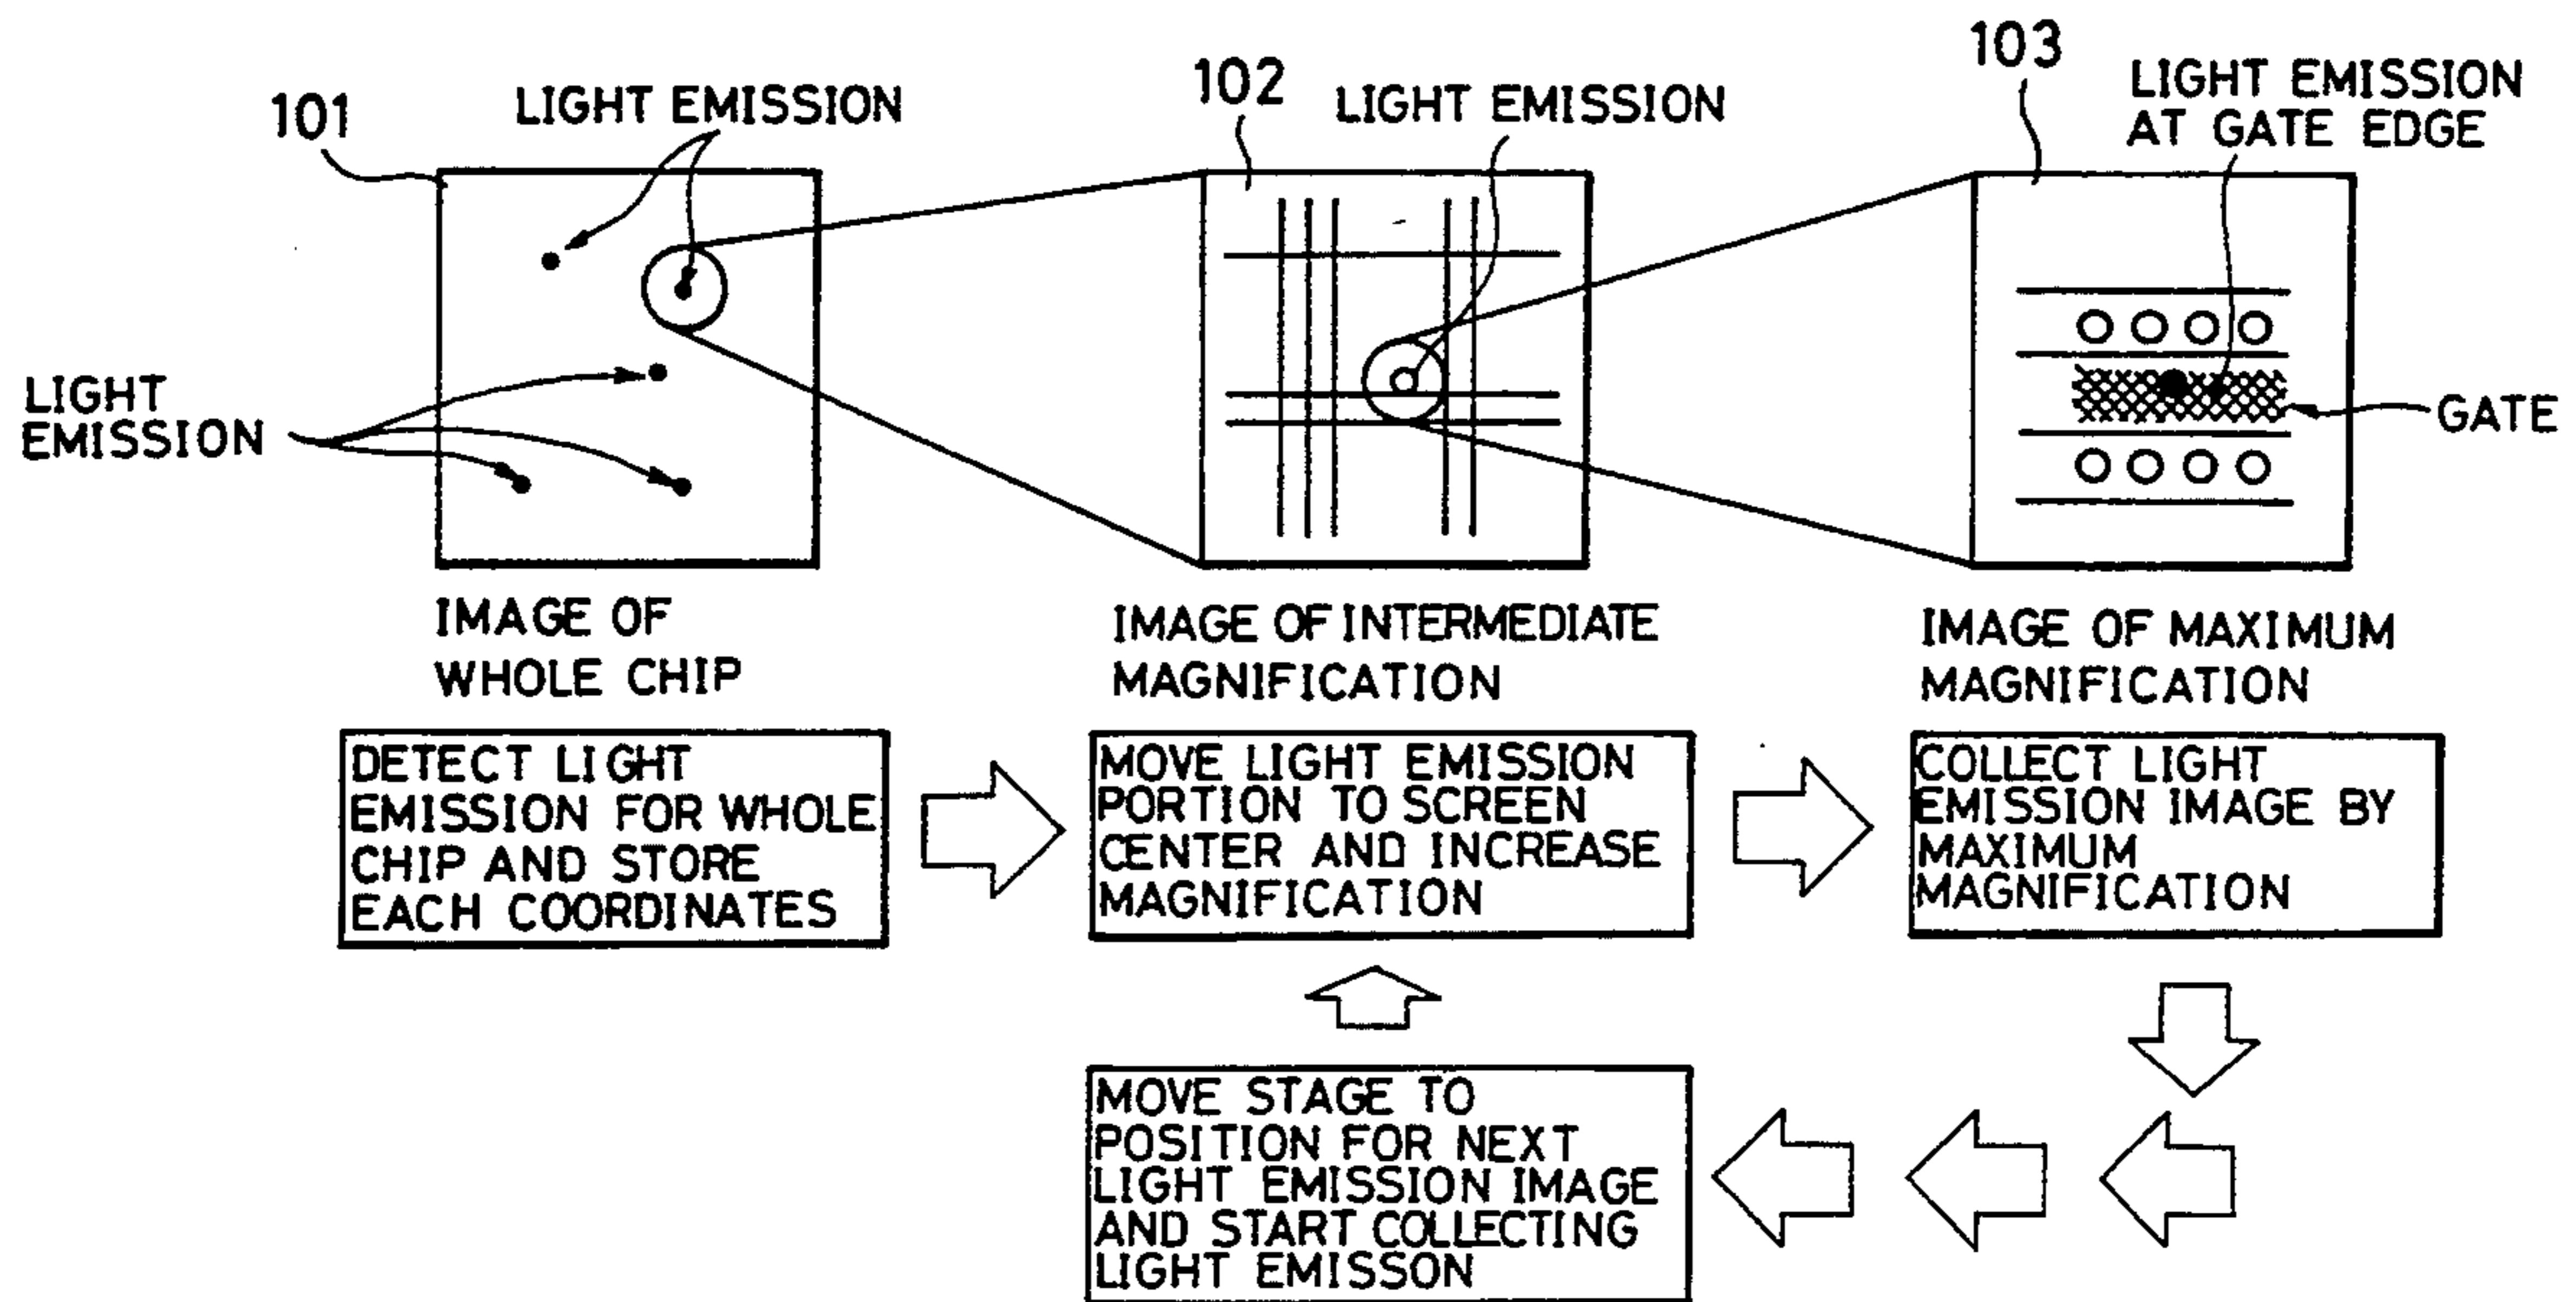 101
LIGHT EMISSION
102
LIGHT EMISSION
103
LIGHT EMISSION
AT GATE EDGE
LIGHT
EMISSION
GATE
IMAGE OF
WHOLE CHIP
IMAGE OF INTERMEDIATE
MAGNIFICATION
IMAGE OF MAXIMUM
MAGNIFICATION
DETECT LIGHT
EMISSION FOR WHOLE
CHIP AND STORE
EACH COORDINATES
MOVE LIGHT EMISSION
PORTION TO SCREEN
CENTER AND INCREASE
MAGNIFICATION
COLLECT LIGHT
EMISSION IMAGE BY
MAXIMUM
MAGNIFICATION
MOVE STAGE TO
POSITION FOR NEXT
LIGHT EMISSION IMAGE
AND START COLLECTING
LIGHT EMISSON